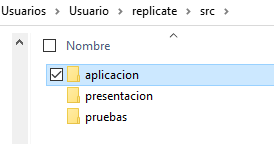 Usuarios > Usuario > replicate > src >
Nombre
aplicacion
presentacion
pruebas